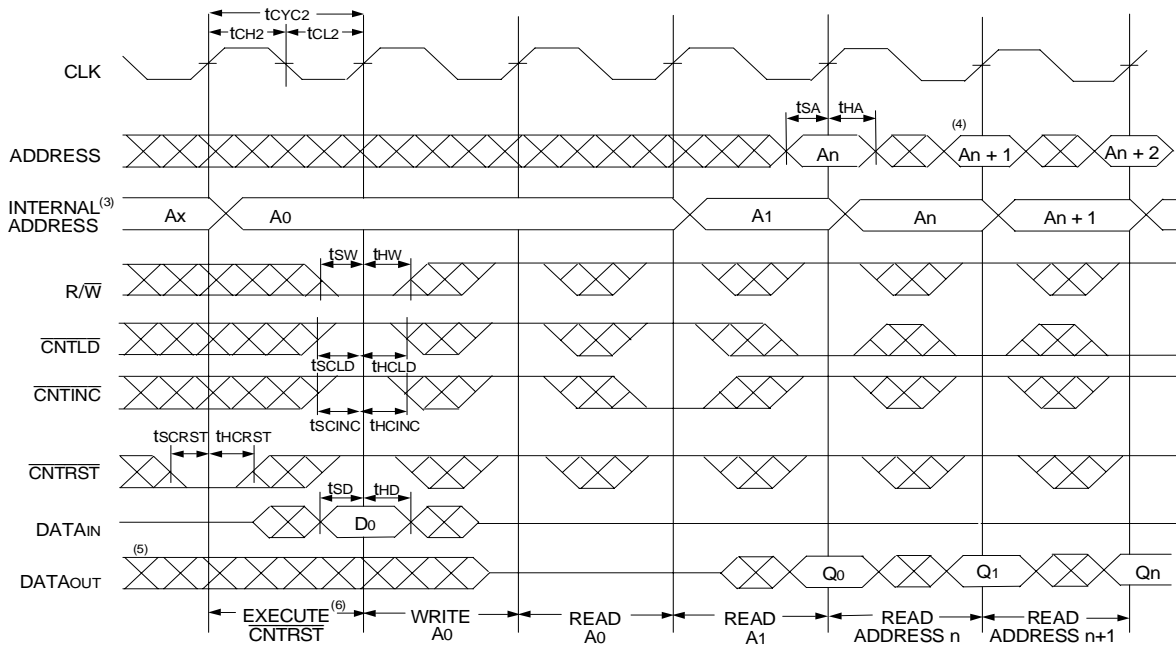 tCYC2
tCH2 tCL2
CLK
tSA tHA
(4)
ADDRESS An An + 1 An + 2
INTERNAL(3)
ADDRESS Ax A0 A1 An An + 1
tSW tHW
R/W
CNTLD
tSCLD tHCLD
CNTINC
tSCINC tHCINC
tSCRST tHCRST
CNTRST
tSD tHD
DATAIN D0
(5)
DATAOUT Q0 Q1 Qn
EXECUTE(6) WRITE READ READ READ READ
CNTRST A0 A0 A1 ADDRESS n ADDRESS n+1